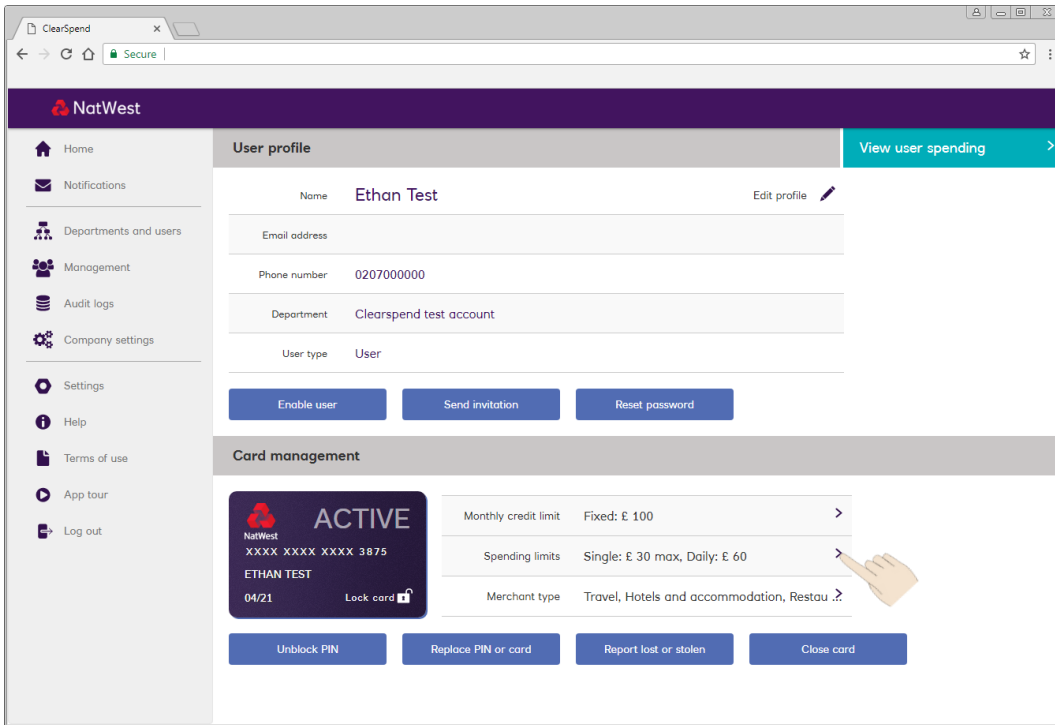 ClearSpend
Secure
NatWest
Home
Notifications
Departments and users
Management
Audit logs
Company settings
Settings
Help
Terms of use
App tour
Log out
User profile
View user spending
Name Ethan Test Edit profile
Email address
Phone number 0207000000
Department Clearspend test account
User type User
Enable user Send invitation Reset password
Card management
NatWest ACTIVE
XXXX XXXX XXXX 3875
ETHAN TEST
04/21 Lock card
Monthly credit limit Fixed: £ 100
Spending limits Single: £ 30 max, Daily: £ 60
Merchant type Travel, Hotels and accommodation, Restau ...
Unblock PIN Replace PIN or card Report lost or stolen Close card